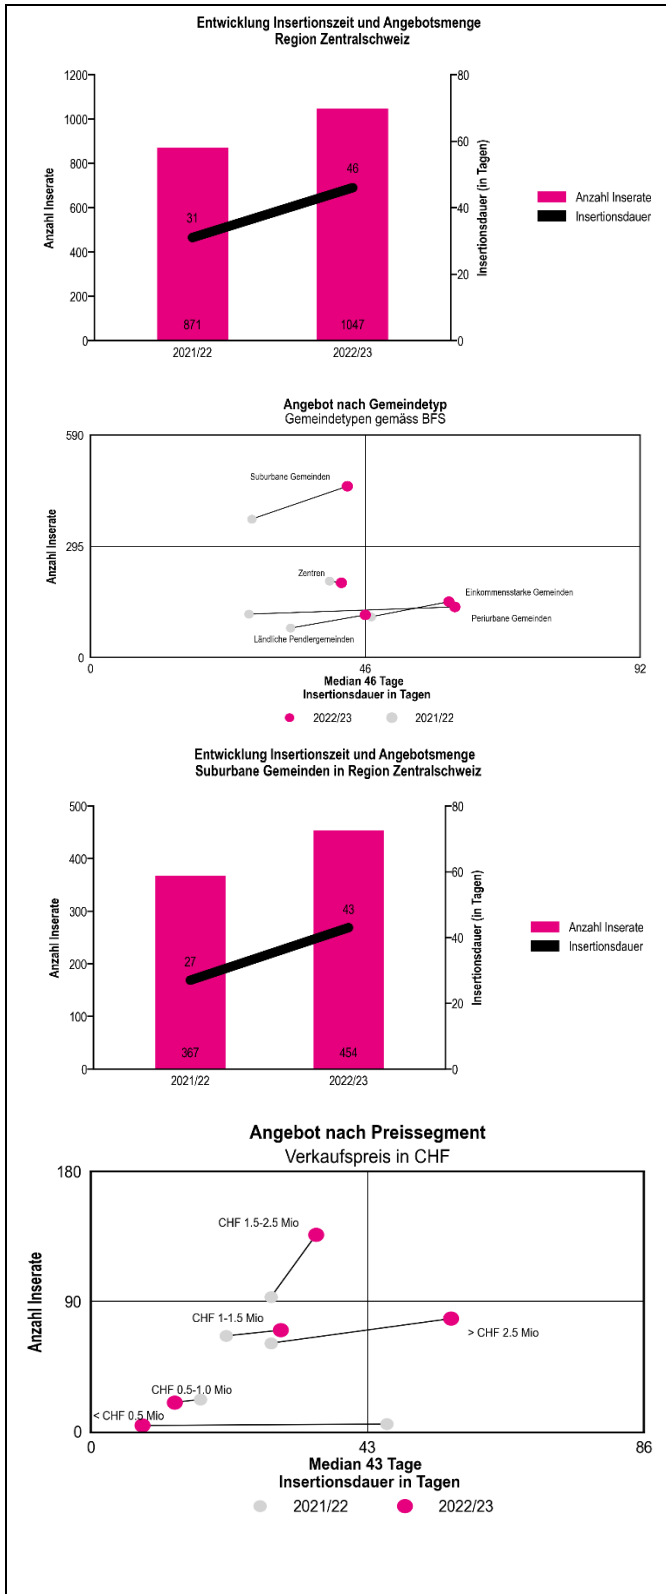 Entwicklung Insertionszeit und Angebotsmenge
Region Zentralschweiz
1200
1000
800
600
400
200
0
Anzahl Inserate
80
60
40
20
0
Insertionsdauer (in Tagen)
31
46
871
1047
2021/22
2022/23
Anzahl Inserate
Insertionsdauer
Angebot nach Gemeindetyp
Gemeindetypen gemäss BFS
590
295
0
Anzahl Inserate
Suburbane Gemeinden
Zentren
Einkommensstarke Gemeinden
Periurbane Gemeinden
Ländliche Pendlergemeinden
0
46
92
Median 46 Tage
Insertionsdauer in Tagen
2022/23
2021/22
Entwicklung Insertionszeit und Angebotsmenge
Suburbane Gemeinden in Region Zentralschweiz
500
400
300
200
100
0
Anzahl Inserate
80
60
40
20
0
Insertionsdauer (in Tagen)
27
43
367
454
2021/22
2022/23
Anzahl Inserate
Insertionsdauer
Angebot nach Preissegment
Verkaufspreis in CHF
180
90
0
Anzahl Inserate
CHF 1.5-2.5 Mio
CHF 1-1.5 Mio
> CHF 2.5 Mio
CHF 0.5-1.0 Mio
< CHF 0.5 Mio
0
43
86
Median 43 Tage
Insertionsdauer in Tagen
2021/22
2022/23